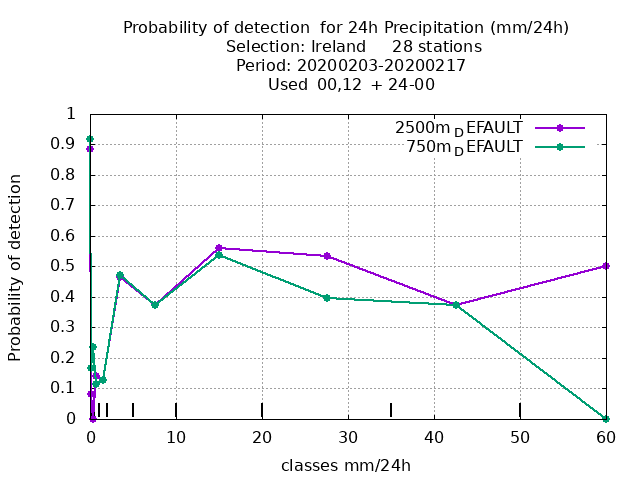 Probability of detection  for 24h Precipitation (mm/24h)
Selection: Ireland     28 stations
Period: 20200203-20200217
Used  00,12  + 24-00
2500m_DEFAULT
750m_DEFAULT
1
0.9
0.8
0.7
0.6
0.5
0.4
0.3
0.2
0.1
0
Probability of detection
0 10 20 30 40 50 60
classes mm/24h